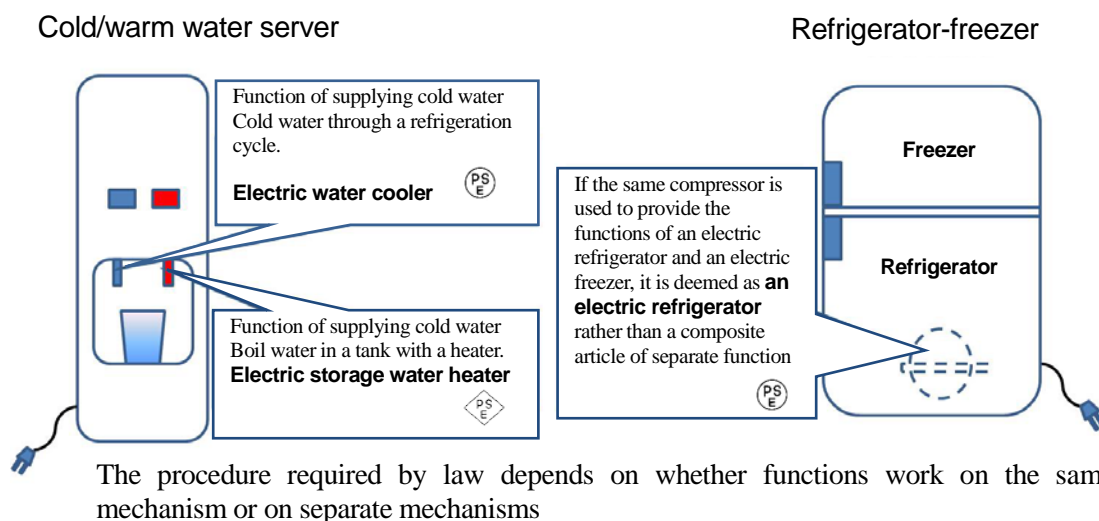 Cold/warm water server
Refrigerator-freezer
Function of supplying cold water
Cold water through a refrigeration
cycle.
Electric water cooler
PS
E
Function of supplying cold water
Boil water in a tank with a heater.
Electric storage water heater
PS
E
If the same compressor is
used to provide the
functions of an electric
refrigerator and an electric
freezer, it is deemed as an
electric refrigerator
rather than a composite
article of separate function
PS
E
Freezer
Refrigerator
The procedure required by law depends on whether functions work on the sam
mechanism or on separate mechanisms